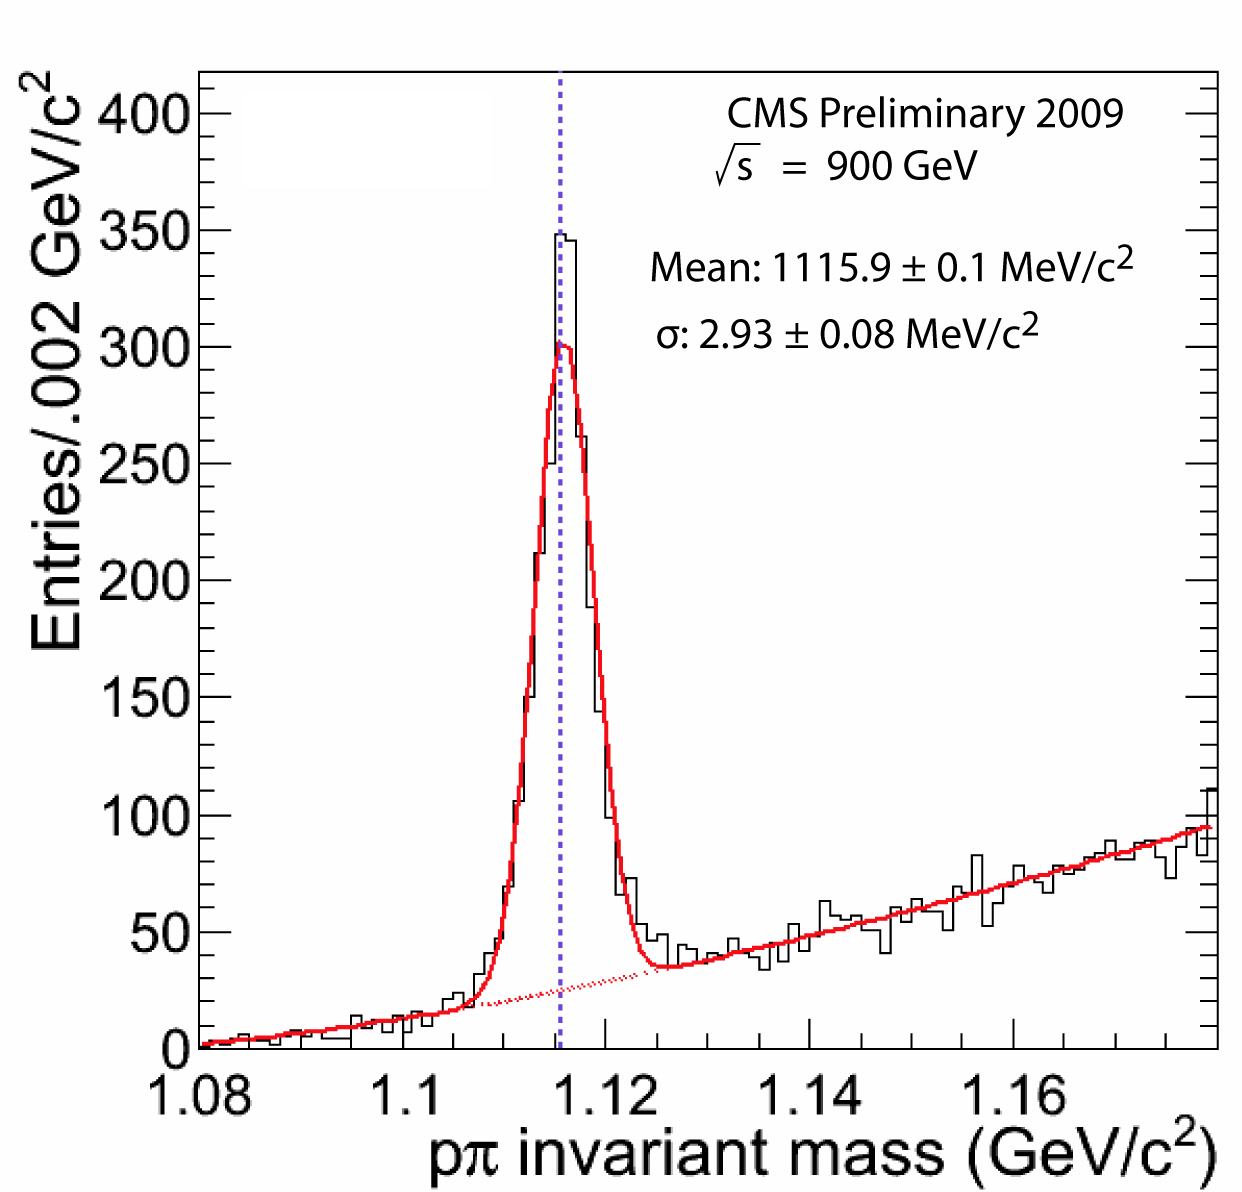 Entries/.002 GeV/c²
400
350
300
250
200
150
100
50
0
CMS Preliminary 2009
√s = 900 GeV
Mean: 1115.9 ± 0.1 MeV/c²
σ: 2.93 ± 0.08 MeV/c²
1.08 1.1 1.12 1.14 1.16
pπ invariant mass (GeV/c²)